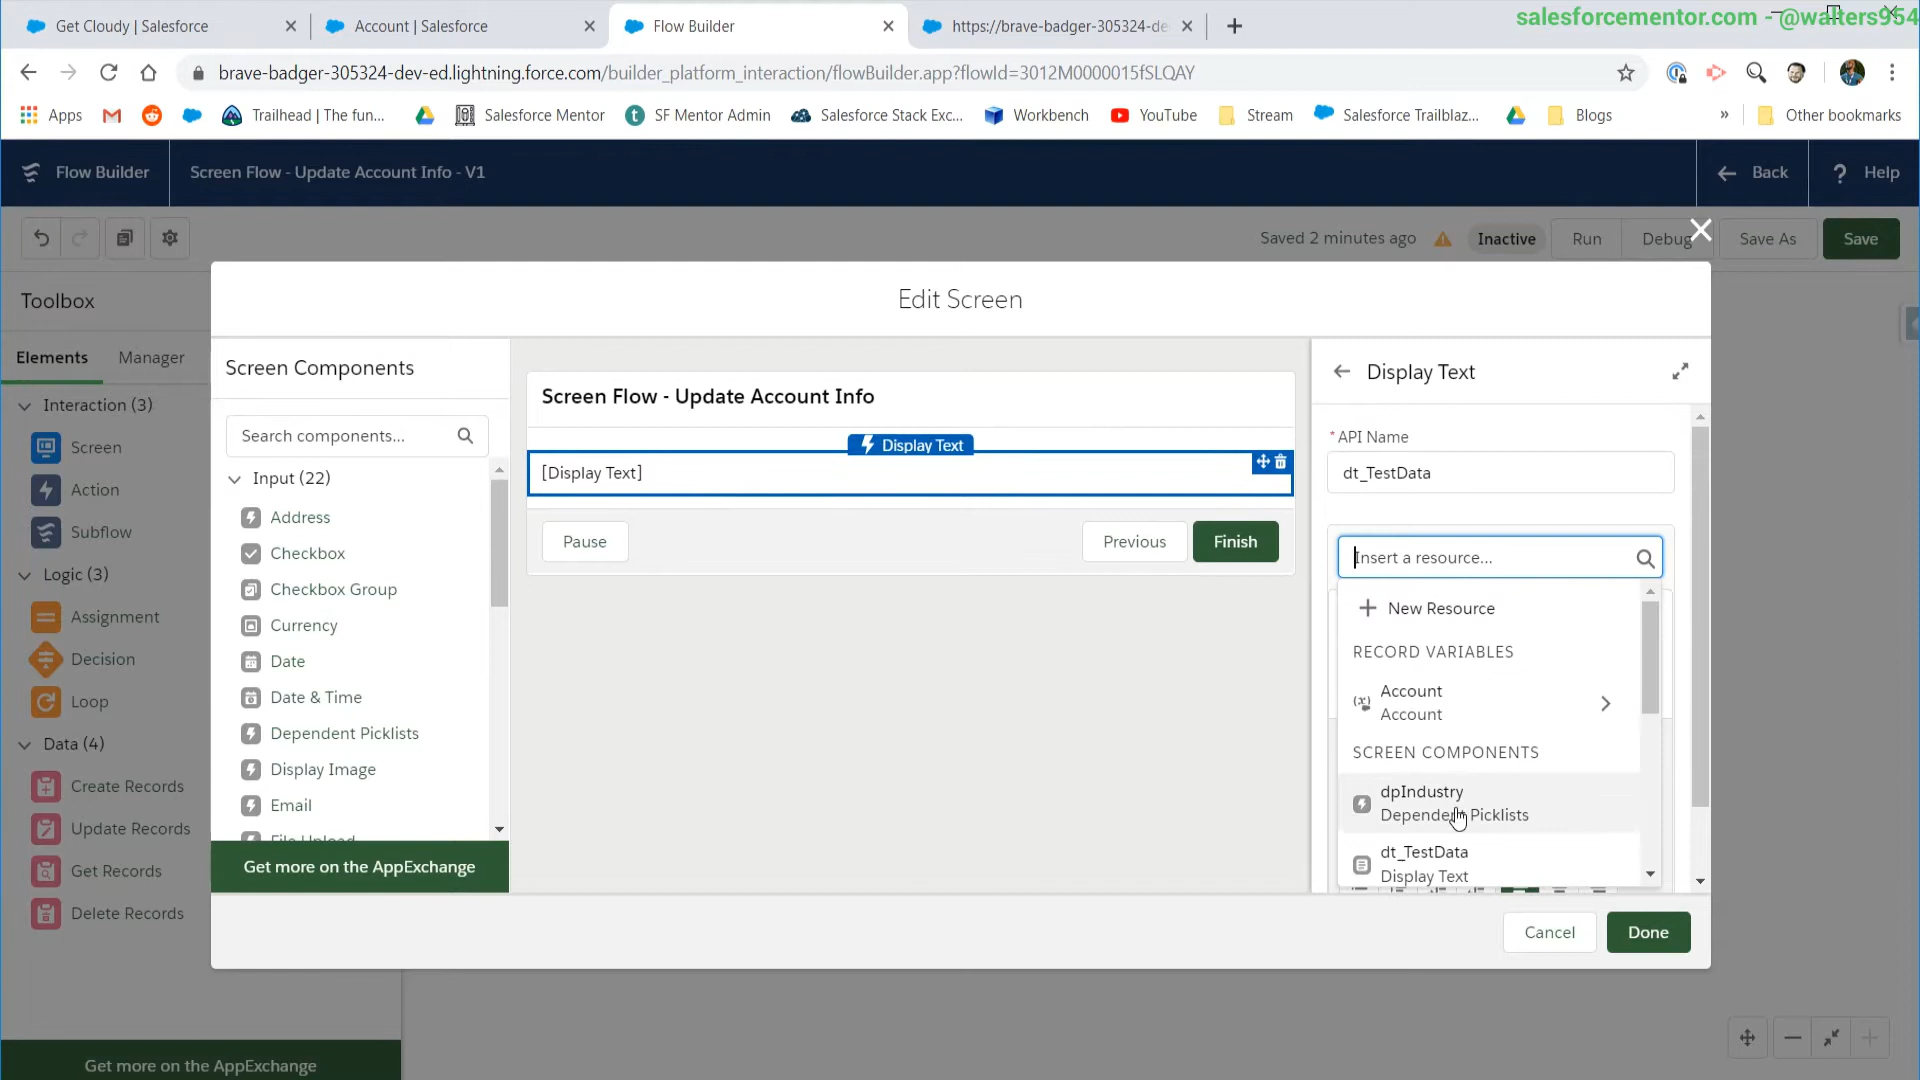 Get Cloudy | Salesforce
Account | Salesforce
Flow Builder
https://brave-badger-305324-de
salesforcementor.com - @walters954
brave-badger-305324-dev-ed.lightning.force.com/builder_platform_interaction/flowBuilder.app?flowId=3012M0000015fSLQAY
Apps
Trailhead | The fun...
Salesforce Mentor
SF Mentor Admin
Salesforce Stack Exc...
Workbench
YouTube
Stream
Salesforce Trailblaz...
Blogs
»
Other bookmarks
Flow Builder
Screen Flow - Update Account Info - V1
Back
? Help
Saved 2 minutes ago
Inactive
Run
Debug
Save As
Save
Toolbox
Elements
Manager
Interaction (3)
Screen
Action
Subflow
Logic (3)
Assignment
Decision
Loop
Data (4)
Create Records
Update Records
Get Records
Delete Records
Get more on the AppExchange
Edit Screen
Screen Components
Search components...
Input (22)
Address
Checkbox
Checkbox Group
Currency
Date
Date & Time
Dependent Picklists
Display Image
Email
File Upload
Get more on the AppExchange
Screen Flow - Update Account Info
Display Text
[Display Text]
Pause
Previous
Finish
Display Text
* API Name
dt_TestData
Insert a resource...
New Resource
RECORD VARIABLES
Account
Account
SCREEN COMPONENTS
dpIndustry
Dependent Picklists
dt_TestData
Display Text
Cancel
Done